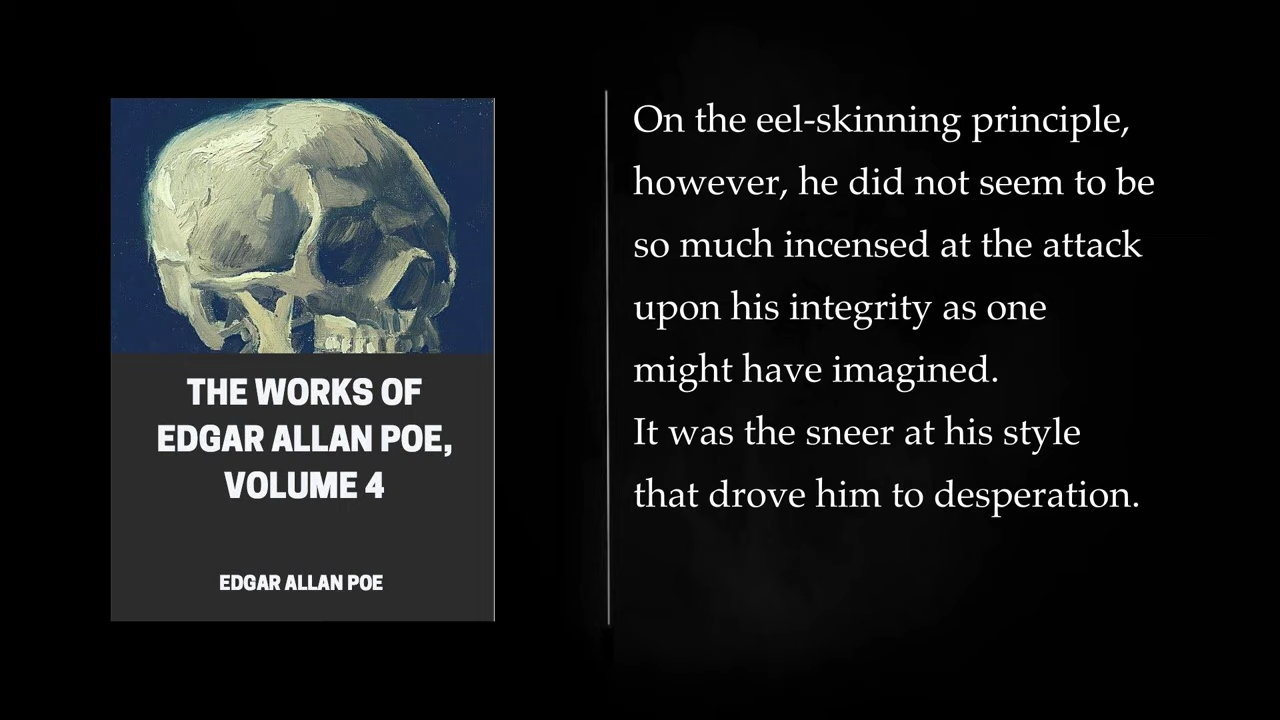 THE WORKS OF
EDGAR ALLAN POE,
VOLUME 4
EDGAR ALLAN POE
On the eel-skinning principle,
however, he did not seem to be
so much incensed at the attack
upon his integrity as one
might have imagined.
It was the sneer at his style
that drove him to desperation.